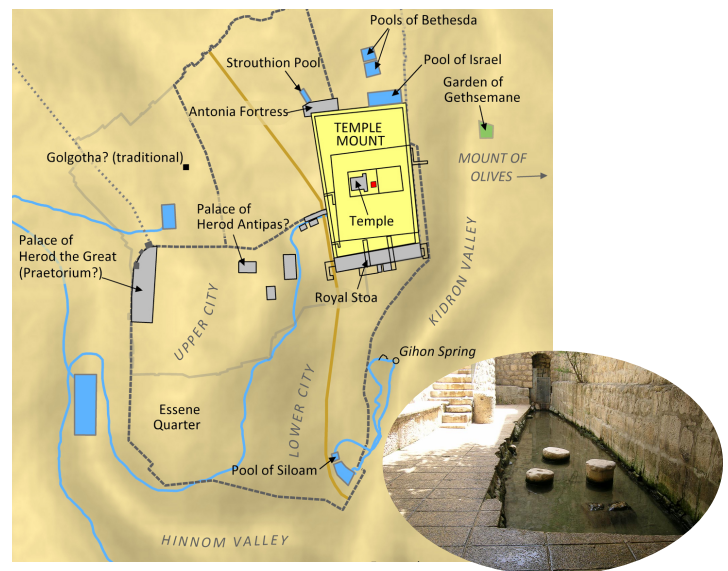 Pools of Bethesda
Strouthion Pool
Pool of Israel
Garden of
Gethsemane
Antonia Fortress
TEMPLE
MOUNT
Golgotha? (traditional)
MOUNT OF
OLIVES
Palace of
Herod Antipas?
Temple
Palace of
Herod the Great
(Praetorium?)
Royal Stoa
KIDRON VALLEY
UPPER CITY
Gihon Spring
Essene
Quarter
LOWER CITY
Pool of Siloam
HINNOM VALLEY